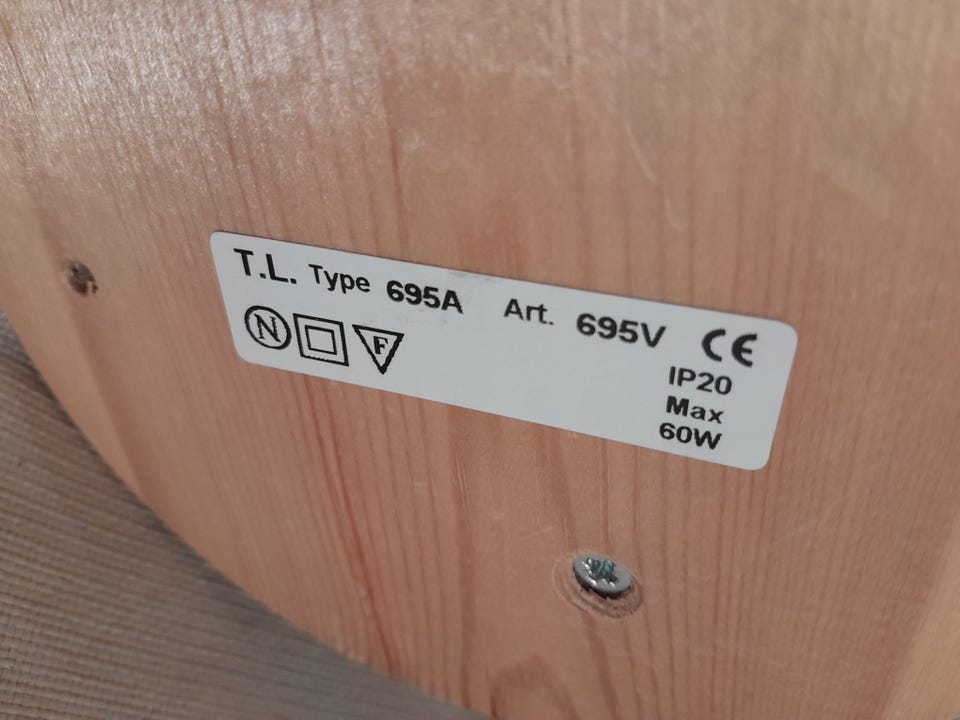 T.L. Type 695A Art. 695V CE
N F
IP20
Max
60W